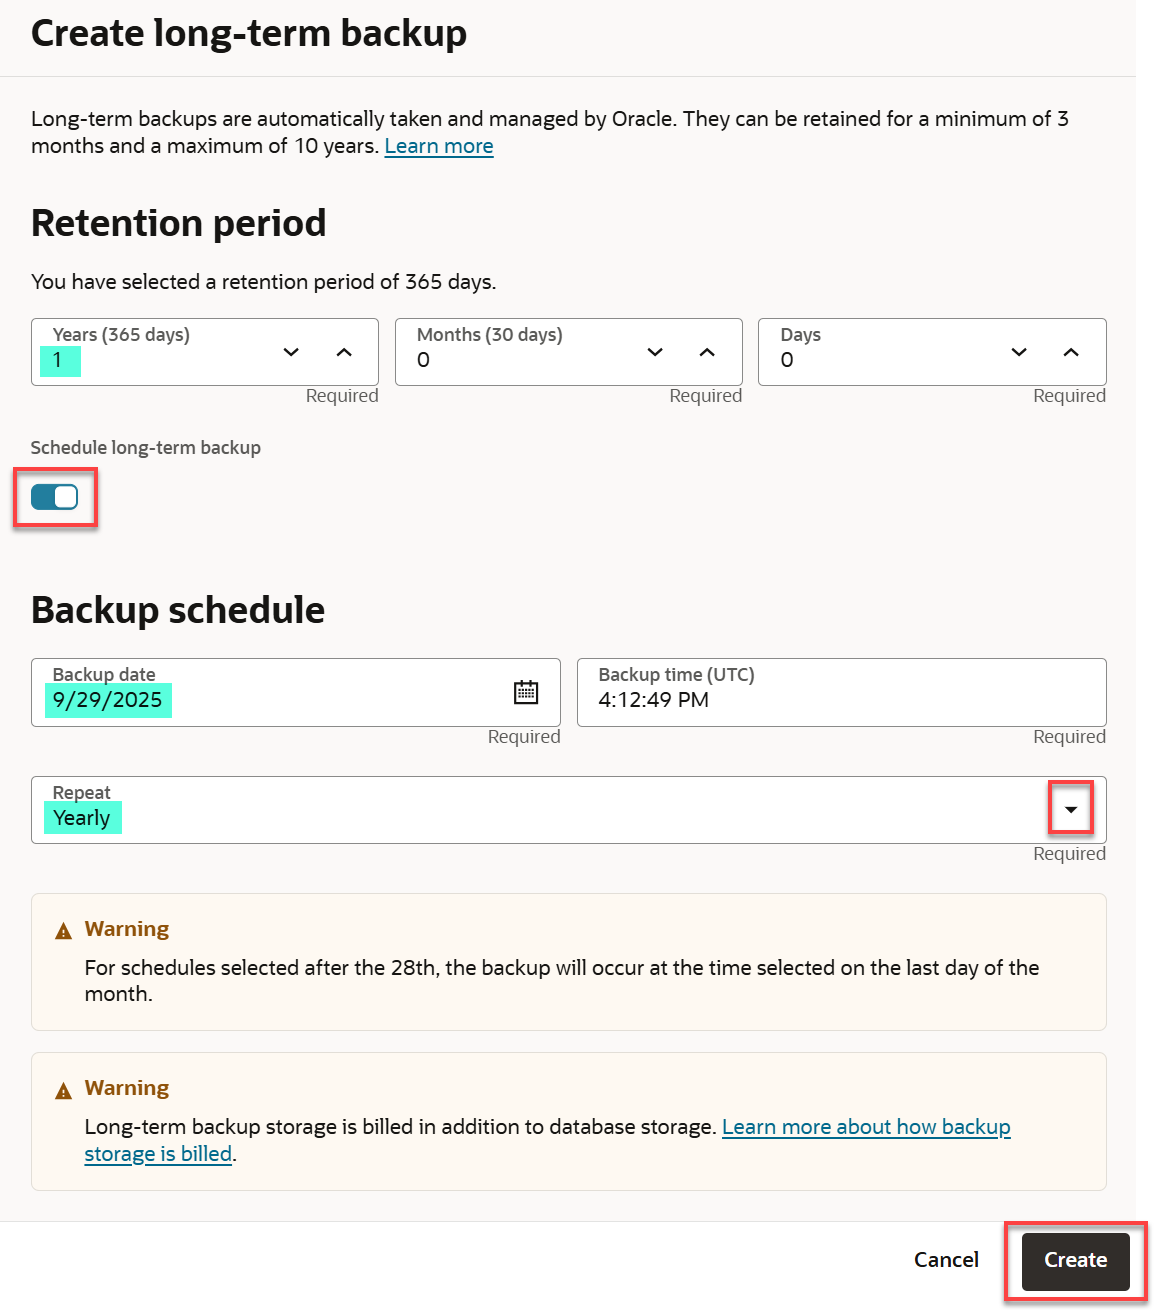 Create long-term backup
Long-term backups are automatically taken and managed by Oracle. They can be retained for a minimum of 3
months and a maximum of 10 years. Learn more
Retention period
You have selected a retention period of 365 days.
Years (365 days)
1
Required
Months (30 days)
0
Required
Days
0
Required
Schedule long-term backup
Backup schedule
Backup date
9/29/2025
Required
Backup time (UTC)
4:12:49 PM
Required
Repeat
Yearly
Required
Warning
For schedules selected after the 28th, the backup will occur at the time selected on the last day of the
month.
Warning
Long-term backup storage is billed in addition to database storage. Learn more about how backup
storage is billed.
Cancel
Create